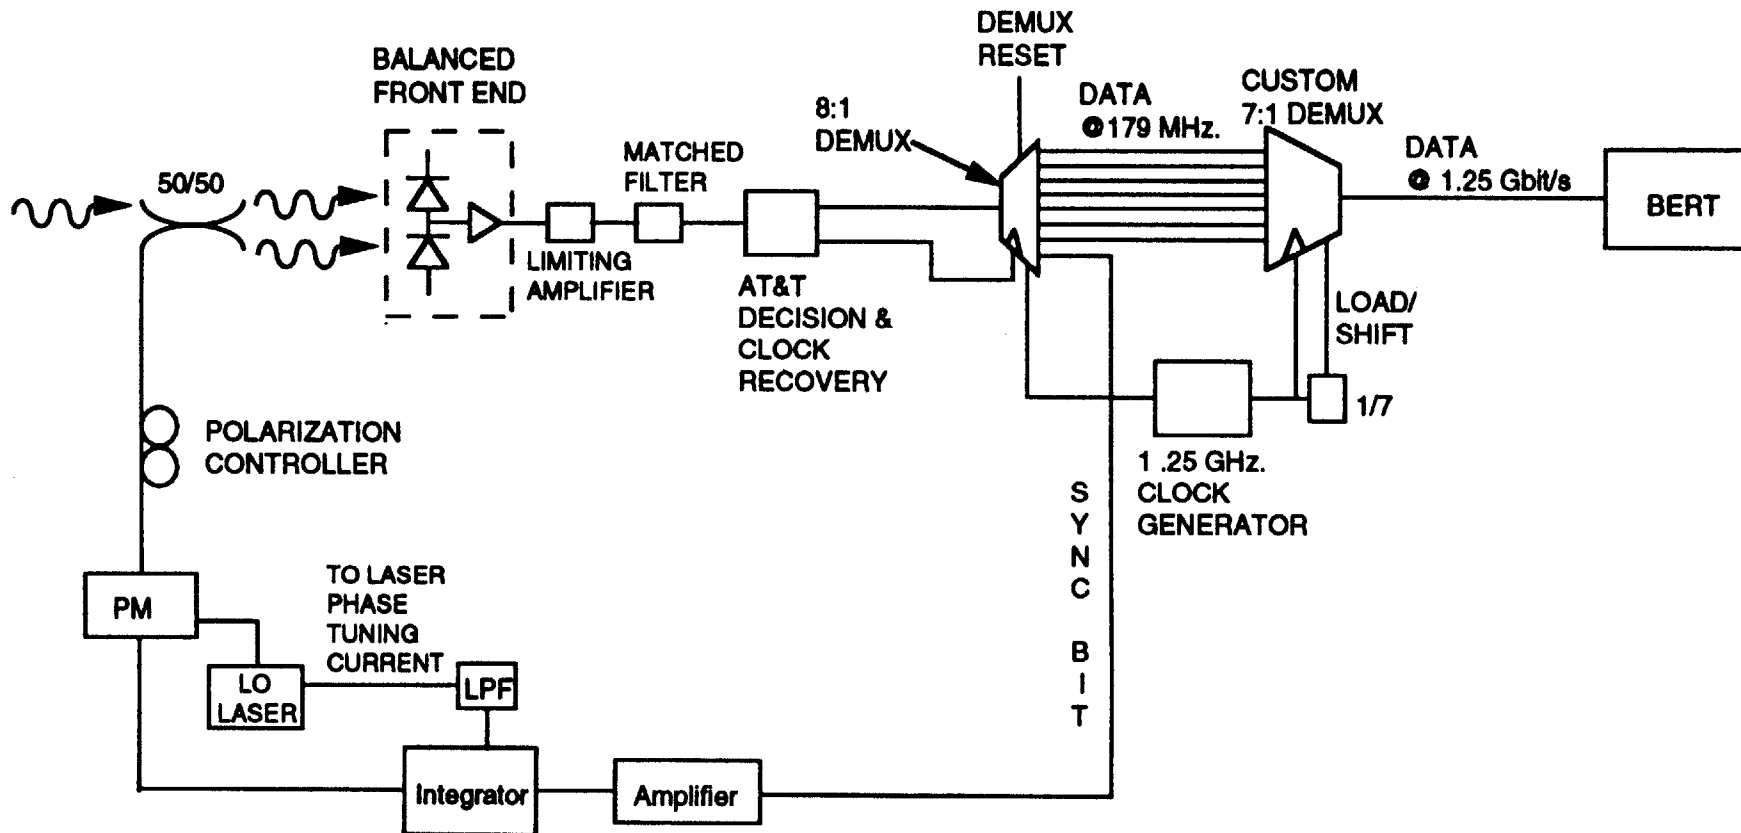 DEMUX
RESET
BALANCED
FRONT END
8:1
DEMUX
DATA
@ 179 MHz.
CUSTOM
7:1 DEMUX
DATA
@ 1.25 Gbit/s
BERT
50/50
MATCHED
FILTER
LIMITING
AMPLIFIER
AT&T
DECISION &
CLOCK
RECOVERY
LOAD/
SHIFT
1/7
1 .25 GHz.
CLOCK
GENERATOR
POLARIZATION
CONTROLLER
SYNC BIT
PM
TO LASER
PHASE
TUNING
CURRENT
LO
LASER
LPF
Integrator
Amplifier